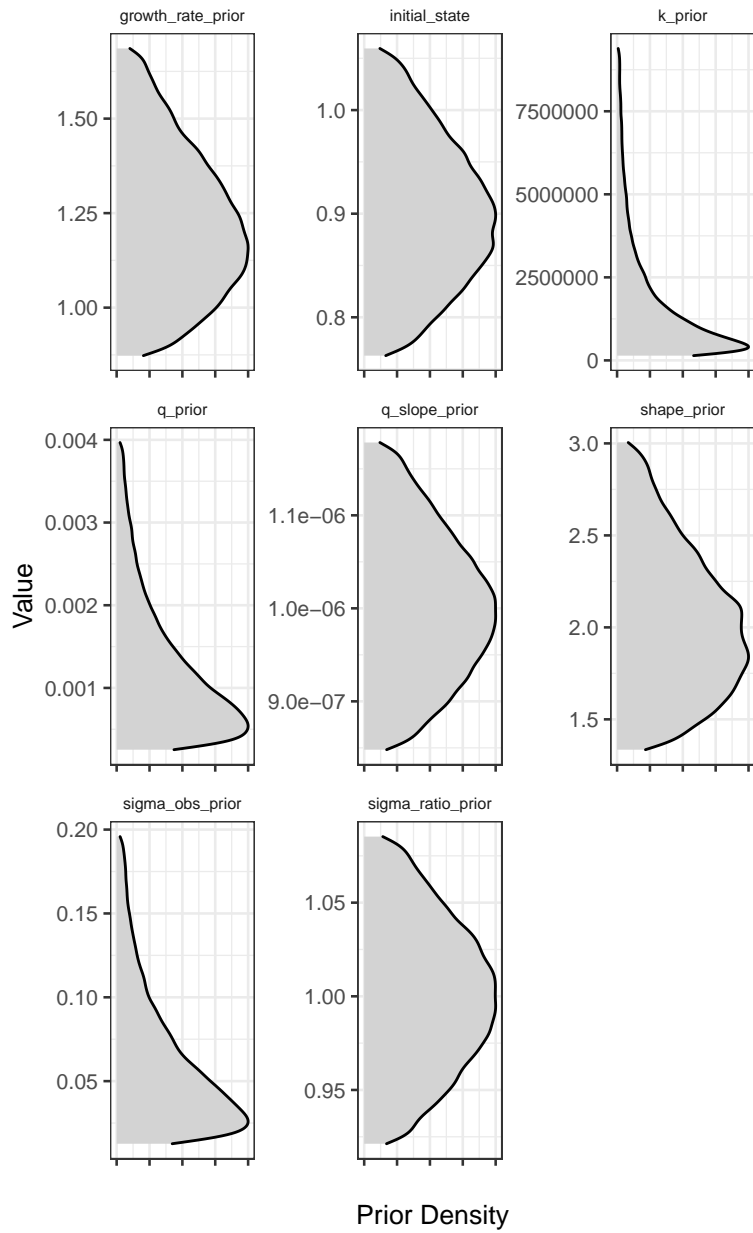 growth_rate_prior
initial_state
k_prior
1.50
1.25
1.00
1.0
0.9
0.8
7500000
5000000
2500000
0
q_prior
q_slope_prior
shape_prior
0.004
0.003
0.002
0.001
1.1e−06
1.0e−06
9.0e−07
3.0
2.5
2.0
1.5
Value
sigma_obs_prior
sigma_ratio_prior
0.20
0.15
0.10
0.05
1.05
1.00
0.95
Prior Density